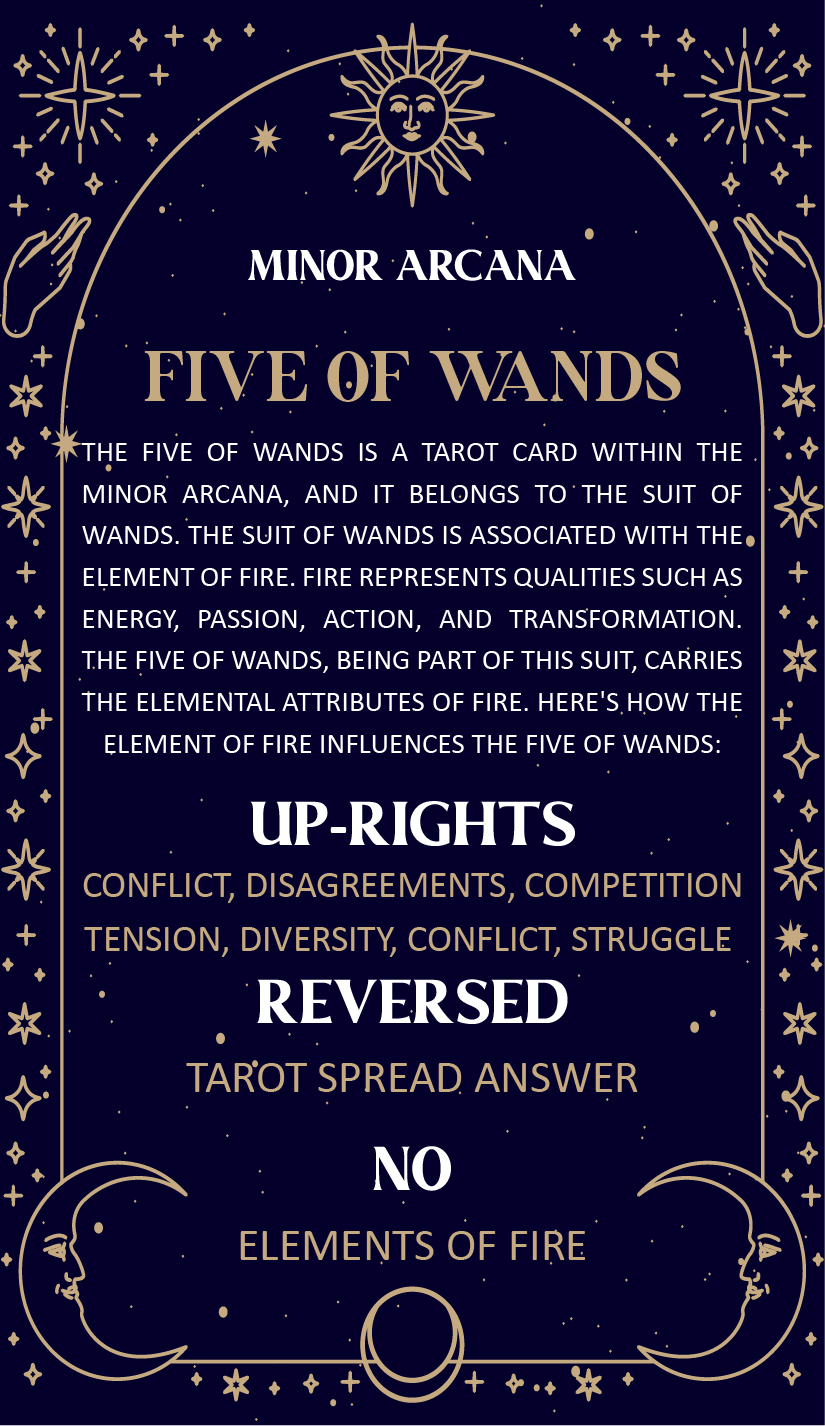 MINOR ARCANA
FIVE OF WANDS
THE FIVE OF WANDS IS A TAROT CARD WITHIN THE
MINOR ARCANA, AND IT BELONGS TO THE SUIT OF
WANDS. THE SUIT OF WANDS IS ASSOCIATED WITH THE
ELEMENT OF FIRE. FIRE REPRESENTS QUALITIES SUCH AS
ENERGY, PASSION, ACTION, AND TRANSFORMATION.
THE FIVE OF WANDS, BEING PART OF THIS SUIT, CARRIES
THE ELEMENTAL ATTRIBUTES OF FIRE. HERE'S HOW THE
ELEMENT OF FIRE INFLUENCES THE FIVE OF WANDS:
UP-RIGHTS
CONFLICT, DISAGREEMENTS, COMPETITION
TENSION, DIVERSITY, CONFLICT, STRUGGLE
REVERSED
TAROT SPREAD ANSWER
NO
ELEMENTS OF FIRE